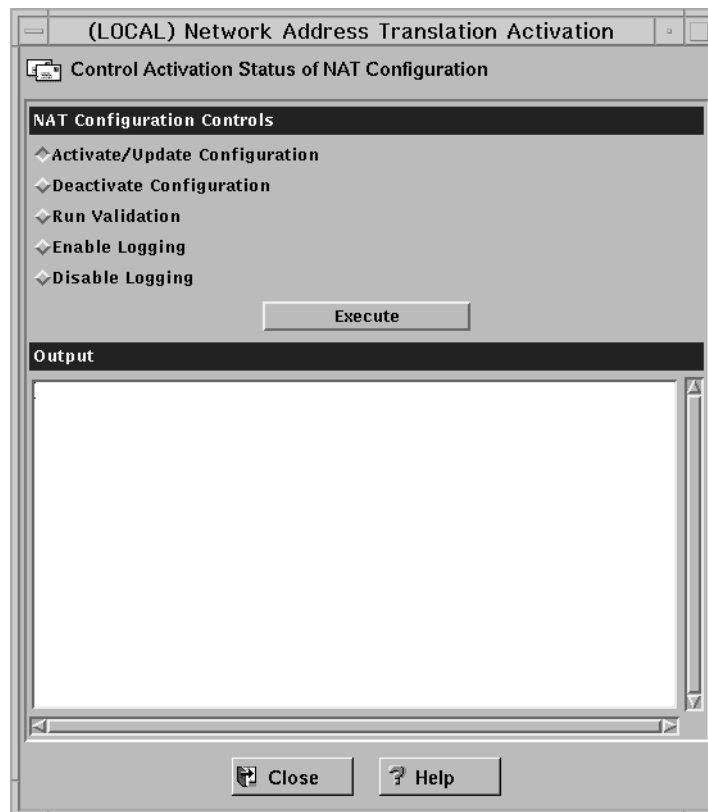 (LOCAL) Network Address Translation Activation
Control Activation Status of NAT Configuration
NAT Configuration Controls
Activate/Update Configuration
Deactivate Configuration
Run Validation
Enable Logging
Disable Logging
Execute
Output
Close
? Help